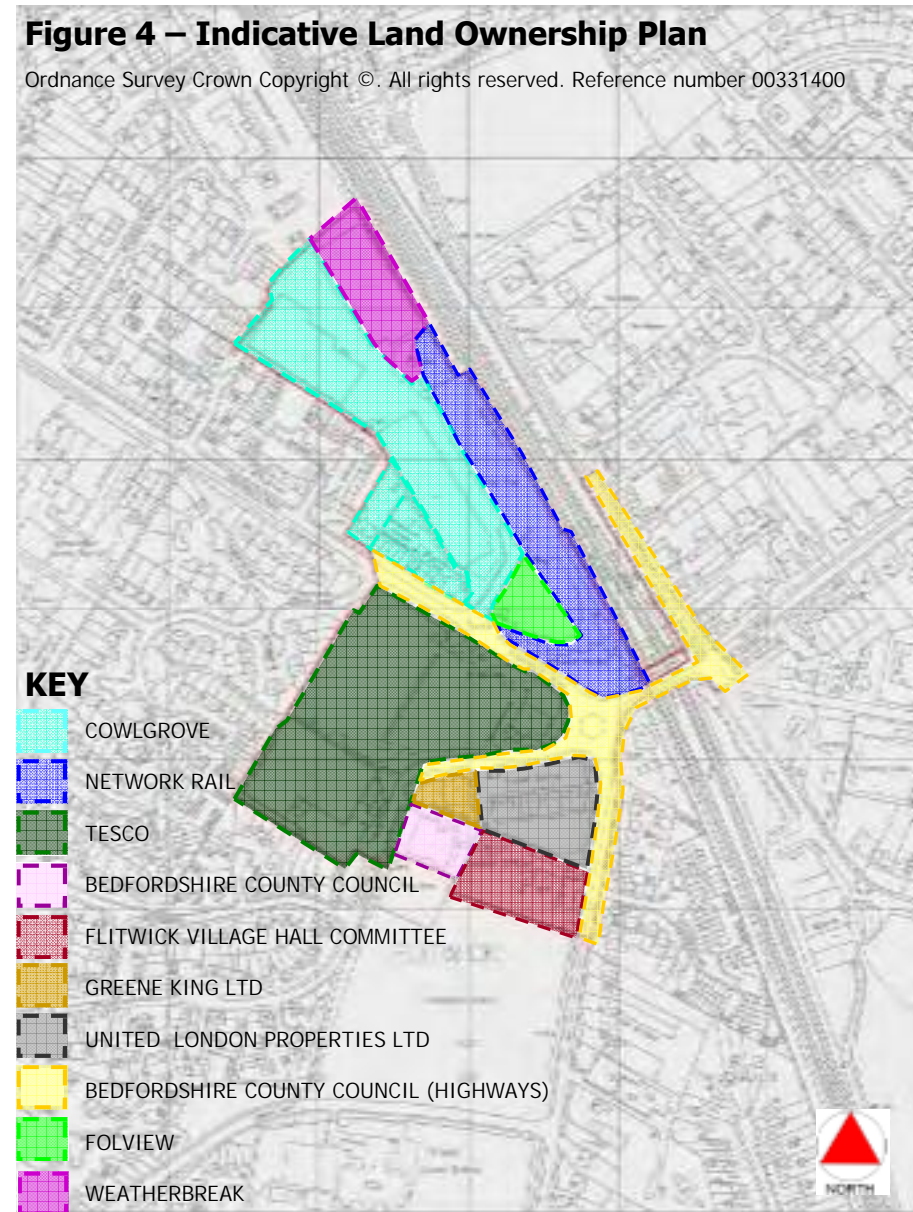 Figure 4 – Indicative Land Ownership Plan
Ordnance Survey Crown Copyright ©. All rights reserved. Reference number 00331400
KEY
COWLGROVE
NETWORK RAIL
TESCO
BEDFORDSHIRE COUNTY COUNCIL
FLITWICK VILLAGE HALL COMMITTEE
GREENE KING LTD
UNITED LONDON PROPERTIES LTD
BEDFORDSHIRE COUNTY COUNCIL (HIGHWAYS)
FOLVIEW
WEATHERBREAK
NORTH